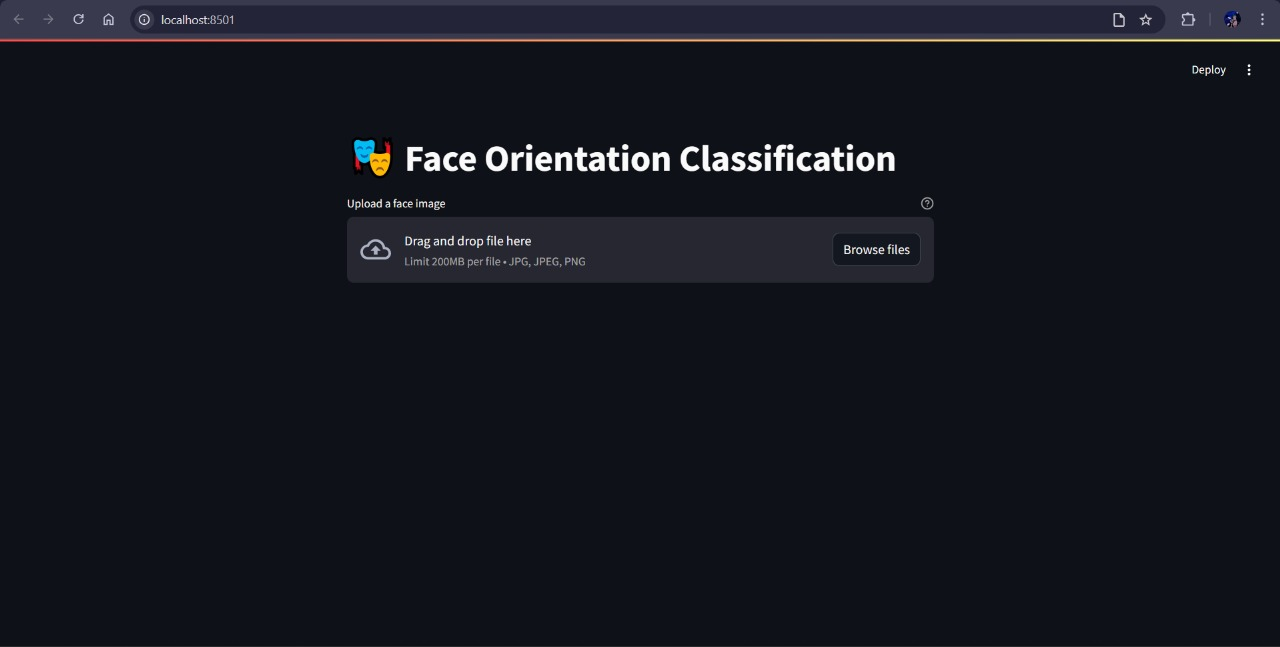 localhost:8501
Deploy
Face Orientation Classification
Upload a face image
Drag and drop file here
Limit 200MB per file • JPG, JPEG, PNG
Browse files